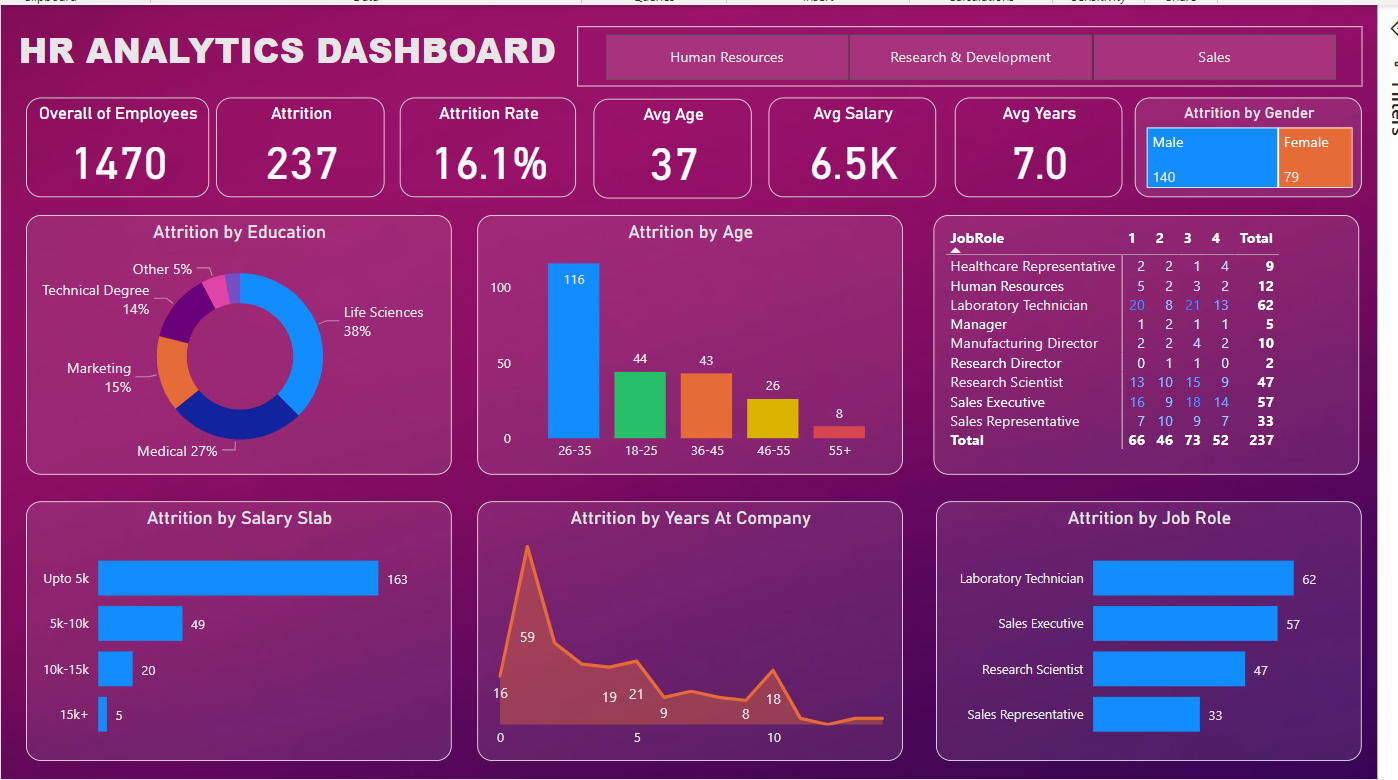 Clipboard Data Queries Insert Calculations Sensitivity Share
HR ANALYTICS DASHBOARD
Human Resources Research & Development Sales
Overall of Employees
1470
Attrition
237
Attrition Rate
16.1%
Avg Age
37
Avg Salary
6.5K
Avg Years
7.0
Attrition by Gender
Male Female
140 79
Filters
Attrition by Education
Other 5%
Technical Degree
14%
Life Sciences
38%
Marketing
15%
Medical 27%
Attrition by Age
100
50
0
116
44
43
26
8
26-35 18-25 36-45 46-55 55+
JobRole 1 2 3 4 Total
Healthcare Representative 2 2 1 4 9
Human Resources 5 2 3 2 12
Laboratory Technician 20 8 21 13 62
Manager 1 2 1 1 5
Manufacturing Director 2 2 4 2 10
Research Director 0 1 1 0 2
Research Scientist 13 10 15 9 47
Sales Executive 16 9 18 14 57
Sales Representative 7 10 9 7 33
Total 66 46 73 52 237
Attrition by Salary Slab
Upto 5k 163
5k-10k 49
10k-15k 20
15k+ 5
Attrition by Years At Company
59
16
19 21
9
8
18
0 5 10
Attrition by Job Role
Laboratory Technician 62
Sales Executive 57
Research Scientist 47
Sales Representative 33